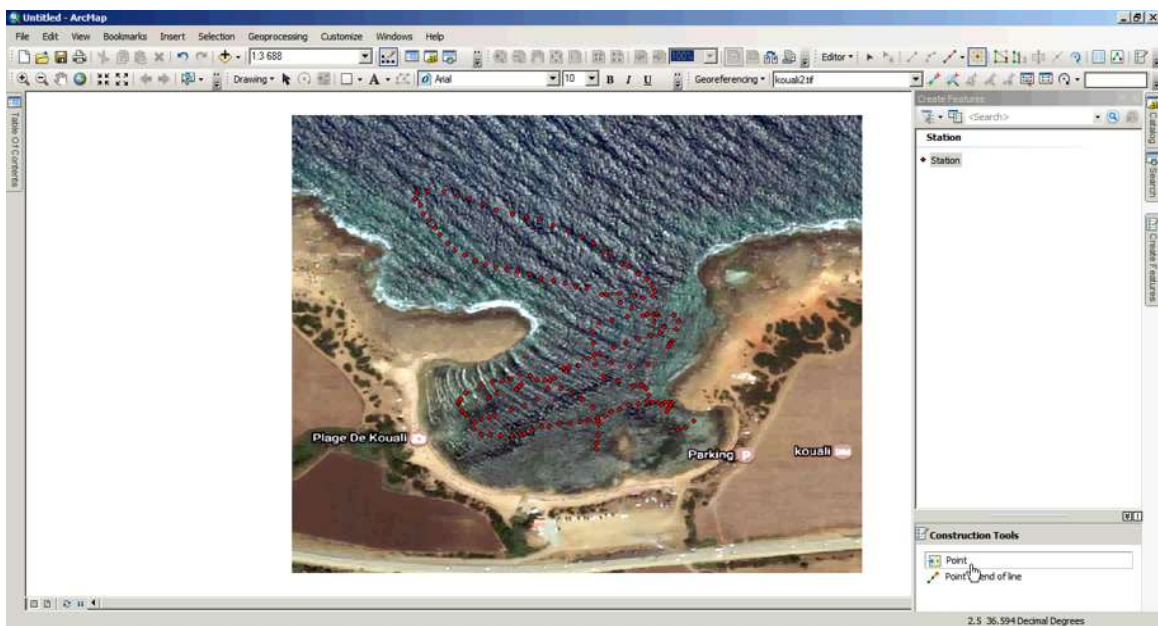 Untitled - ArcMap
File Edit View Bookmarks Insert Selection Geoprocessing Customize Windows Help
1:3 688 100% Editor
Drawing A Arial 10 B I U Georeferencing kouali2.tif
Create Features
<Search>
Station
Station
Table Of Contents
Catalog
Search
Create Features
Plage De Kouali
Parking P
kouali
Construction Tools
Point
Point end of line
2.5 36.594 Decimal Degrees